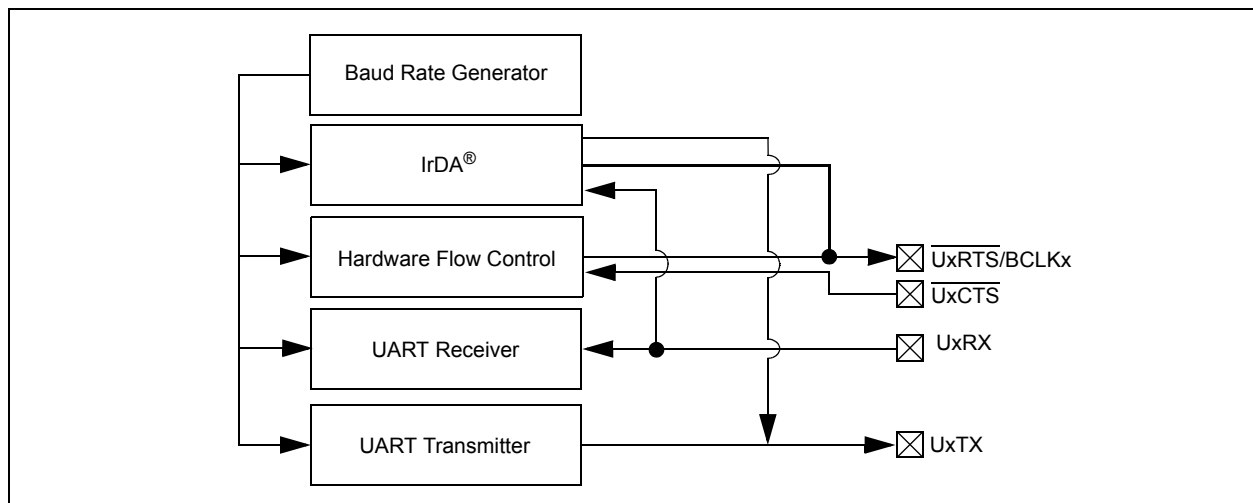 Baud Rate Generator
IrDA®
Hardware Flow Control
UxRTS/BCLKx
UxCTS
UART Receiver
UxRX
UART Transmitter
UxTX